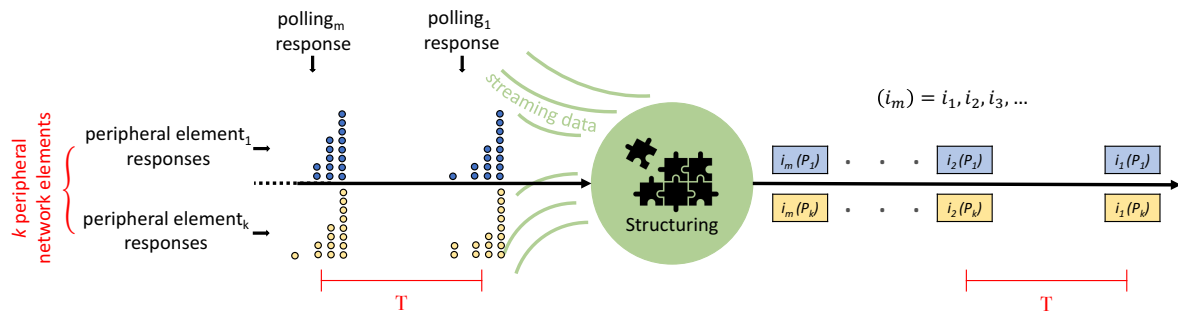 polling_m
response
polling_1
response
streaming data
(i_m) = i_1, i_2, i_3, ...
k peripheral
network elements
peripheral element_1
responses
peripheral element_k
responses
Structuring
i_m(P_1)
. . .
i_2(P_1)
i_1(P_1)
i_m(P_k)
. . .
i_2(P_k)
i_1(P_k)
T
T